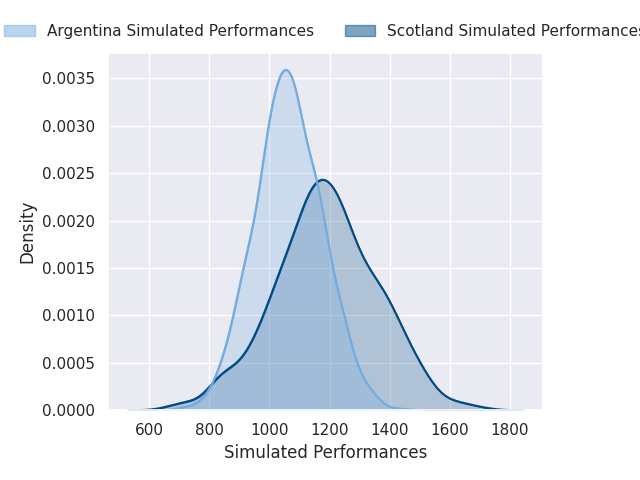 Argentina Simulated Performances
Scotland Simulated Performances
0.0035
0.0030
0.0025
0.0020
0.0015
0.0010
0.0005
0.0000
Density
600 800 1000 1200 1400 1600 1800
Simulated Performances